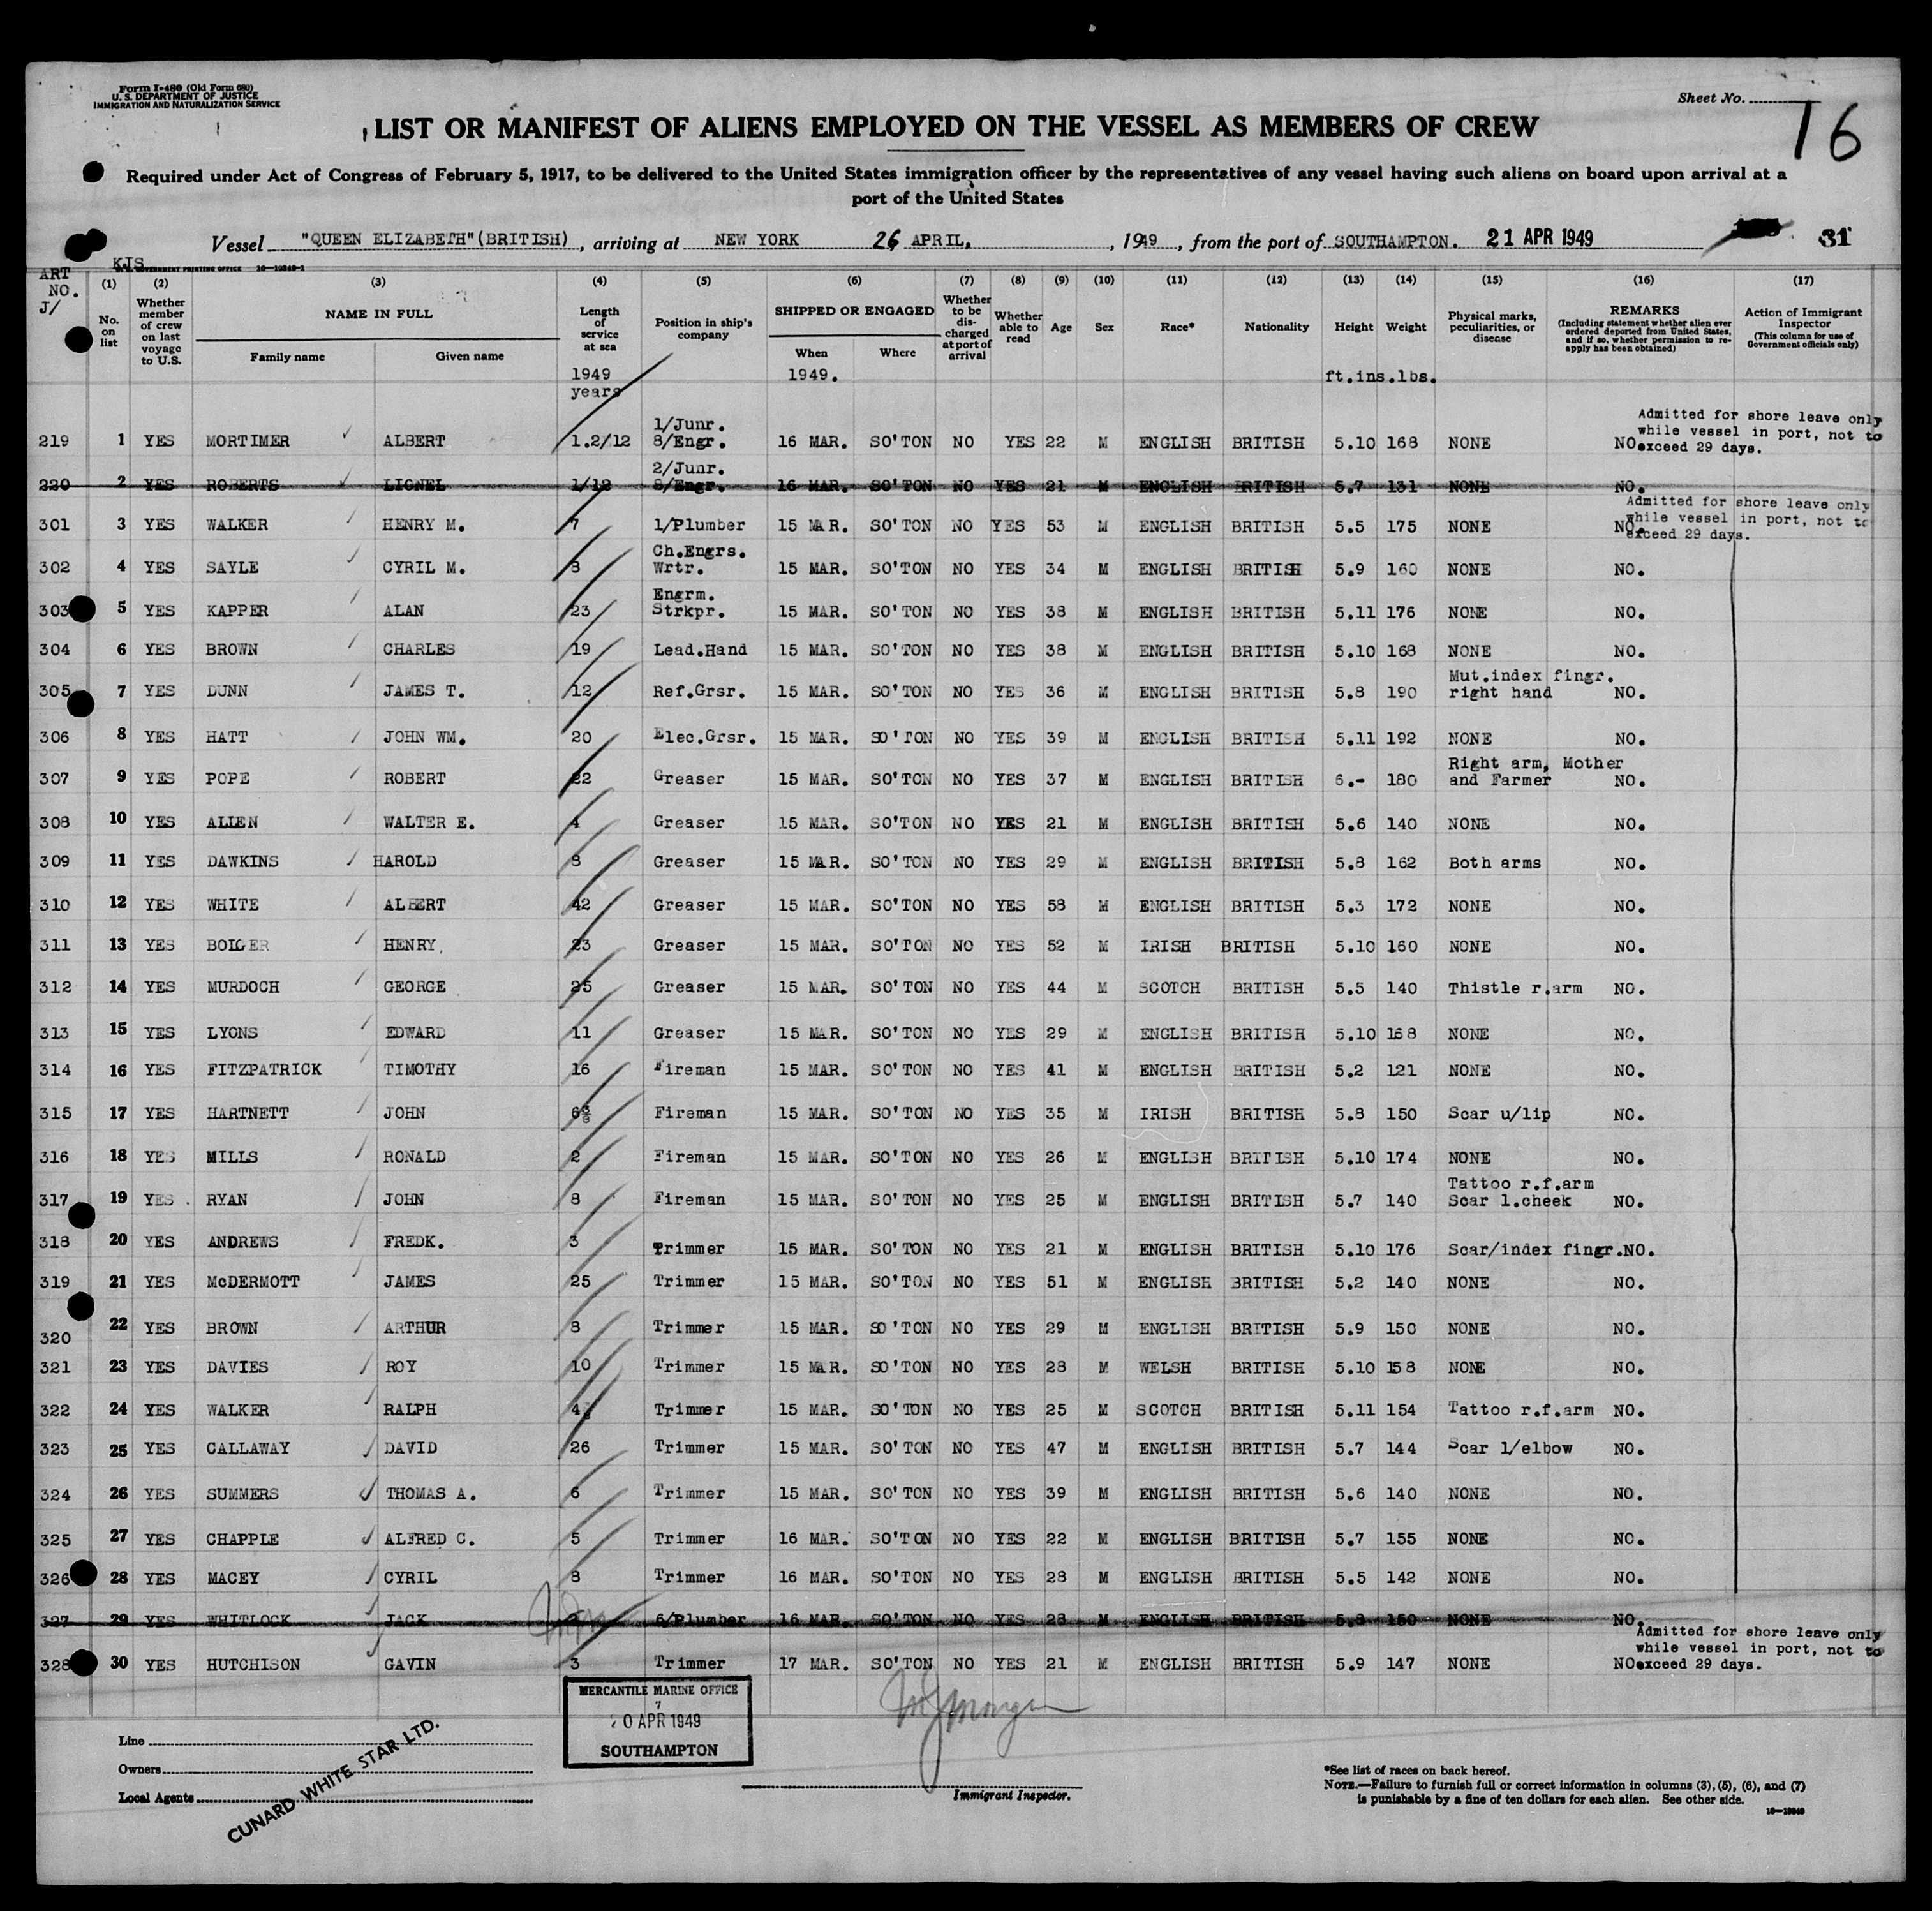 Form I-480 (Old Form 680)
U. S. DEPARTMENT OF JUSTICE
IMMIGRATION AND NATURALIZATION SERVICE
Sheet No.
16
LIST OR MANIFEST OF ALIENS EMPLOYED ON THE VESSEL AS MEMBERS OF CREW
Required under Act of Congress of February 5, 1917, to be delivered to the United States immigration officer by the representatives of any vessel having such aliens on board upon arrival at a
port of the United States
Vessel "QUEEN ELIZABETH"(BRITISH), arriving at NEW YORK 26 APRIL, , 1949, from the port of SOUTHAMPTON. 21 APR 1949 31
KJS GOVERNMENT PRINTING OFFICE 16—19349-1
ART NO. J/
(1) No. on list
(2) Whether member of crew on last voyage to U.S.
(3) NAME IN FULL
Family name Given name
(4) Length of service at sea
(5) Position in ship's company
(6) SHIPPED OR ENGAGED
When Where
(7) Whether to be discharged at port of arrival
(8) Whether able to read
(9) Age
(10) Sex
(11) Race*
(12) Nationality
(13) Height
(14) Weight
(15) Physical marks, peculiarities, or disease
(16) REMARKS (Including statement whether alien ever ordered deported from United States, and if so, whether permission to reapply has been obtained)
(17) Action of Immigrant Inspector (This column for use of Government officials only)
1949 years 1949. ft.ins.lbs.
219 1 YES MORTIMER ALBERT 1.2/12 1/Junr. 8/Engr. 16 MAR. SO'TON NO YES 22 M ENGLISH BRITISH 5.10 168 NONE NO Admitted for shore leave only while vessel in port, not to exceed 29 days.
220 2 YES ROBERTS LIONEL 1/12 2/Junr. 8/Engr. 16 MAR. SO'TON NO YES 21 M ENGLISH BRITISH 5.7 131 NONE NO.
301 3 YES WALKER HENRY M. 7 1/Plumber 15 MAR. SO'TON NO YES 53 M ENGLISH BRITISH 5.5 175 NONE NO. Admitted for shore leave only while vessel in port, not to exceed 29 days.
302 4 YES SAYLE CYRIL M. 3 Ch.Engrs. Wrtr. 15 MAR. SO'TON NO YES 34 M ENGLISH BRITISH 5.9 160 NONE NO.
303 5 YES KAPPER ALAN 23 Engrm. Strkpr. 15 MAR. SO'TON NO YES 38 M ENGLISH BRITISH 5.11 176 NONE NO.
304 6 YES BROWN CHARLES 19 Lead.Hand 15 MAR. SO'TON NO YES 38 M ENGLISH BRITISH 5.10 168 NONE NO.
305 7 YES DUNN JAMES T. 12 Ref.Grsr. 15 MAR. SO'TON NO YES 36 M ENGLISH BRITISH 5.8 190 Mut.index fingr. right hand NO.
306 8 YES HATT JOHN WM. 20 Elec.Grsr. 15 MAR. SO'TON NO YES 39 M ENGLISH BRITISH 5.11 192 NONE NO.
307 9 YES POPE ROBERT 22 Greaser 15 MAR. SO'TON NO YES 37 M ENGLISH BRITISH 6.- 180 Right arm, Mother and Farmer NO.
308 10 YES ALLEN WALTER E. 4 Greaser 15 MAR. SO'TON NO YES 21 M ENGLISH BRITISH 5.6 140 NONE NO.
309 11 YES DAWKINS HAROLD 8 Greaser 15 MAR. SO'TON NO YES 29 M ENGLISH BRITISH 5.8 162 Both arms NO.
310 12 YES WHITE ALBERT 42 Greaser 15 MAR. SO'TON NO YES 58 M ENGLISH BRITISH 5.3 172 NONE NO.
311 13 YES BOLGER HENRY. 23 Greaser 15 MAR. SO'TON NO YES 52 M IRISH BRITISH 5.10 160 NONE NO.
312 14 YES MURDOCH GEORGE 25 Greaser 15 MAR. SO'TON NO YES 44 M SCOTCH BRITISH 5.5 140 Thistle r.arm NO.
313 15 YES LYONS EDWARD 11 Greaser 15 MAR. SO'TON NO YES 29 M ENGLISH BRITISH 5.10 168 NONE NO.
314 16 YES FITZPATRICK TIMOTHY 16 Fireman 15 MAR. SO'TON NO YES 41 M ENGLISH BRITISH 5.2 121 NONE NO.
315 17 YES HARTNETT JOHN Fireman 15 MAR. SO'TON NO YES 35 M IRISH BRITISH 5.8 150 Scar u/lip NO.
316 18 YES MILLS RONALD 2 Fireman 15 MAR. SO'TON NO YES 26 M ENGLISH BRITISH 5.10 174 NONE NO.
317 19 YES RYAN JOHN 8 Fireman 15 MAR. SO'TON NO YES 25 M ENGLISH BRITISH 5.7 140 Tattoo r.f.arm Scar l.cheek NO.
318 20 YES ANDREWS FREDK. 3 Trimmer 15 MAR. SO'TON NO YES 21 M ENGLISH BRITISH 5.10 176 Scar/index fingr.NO.
319 21 YES McDERMOTT JAMES 25 Trimmer 15 MAR. SO'TON NO YES 51 M ENGLISH BRITISH 5.2 140 NONE NO.
320 22 YES BROWN ARTHUR 8 Trimmer 15 MAR. SO'TON NO YES 29 M ENGLISH BRITISH 5.9 150 NONE NO.
321 23 YES DAVIES ROY 10 Trimmer 15 MAR. SO'TON NO YES 28 M WELSH BRITISH 5.10 158 NONE NO.
322 24 YES WALKER RALPH 4 Trimmer 15 MAR. SO'TON NO YES 25 M SCOTCH BRITISH 5.11 154 Tattoo r.f.arm NO.
323 25 YES CALLAWAY DAVID 26 Trimmer 15 MAR. SO'TON NO YES 47 M ENGLISH BRITISH 5.7 144 Scar l/elbow NO.
324 26 YES SUMMERS THOMAS A. 6 Trimmer 15 MAR. SO'TON NO YES 39 M ENGLISH BRITISH 5.6 140 NONE NO.
325 27 YES CHAPPLE ALFRED C. 5 Trimmer 16 MAR. SO'TON NO YES 22 M ENGLISH BRITISH 5.7 155 NONE NO.
326 28 YES MACEY CYRIL 8 Trimmer 16 MAR. SO'TON NO YES 28 M ENGLISH BRITISH 5.5 142 NONE NO.
327 29 YES WHITLOCK JACK 6/Plumber 16 MAR. SO'TON NO YES 28 M ENGLISH BRITISH 5.8 150 NONE NO.
328 30 YES HUTCHISON GAVIN 3 Trimmer 17 MAR. SO'TON NO YES 21 M ENGLISH BRITISH 5.9 147 NONE NO Admitted for shore leave only while vessel in port, not to exceed 29 days.
MERCANTILE MARINE OFFICE
7
20 APR 1949
SOUTHAMPTON
Line
Owners
Local Agents
CUNARD WHITE STAR LTD.
Immigrant Inspector.
*See list of races on back hereof.
NOTE.—Failure to furnish full or correct information in columns (3), (5), (6), and (7)
is punishable by a fine of ten dollars for each alien. See other side.
16—19349